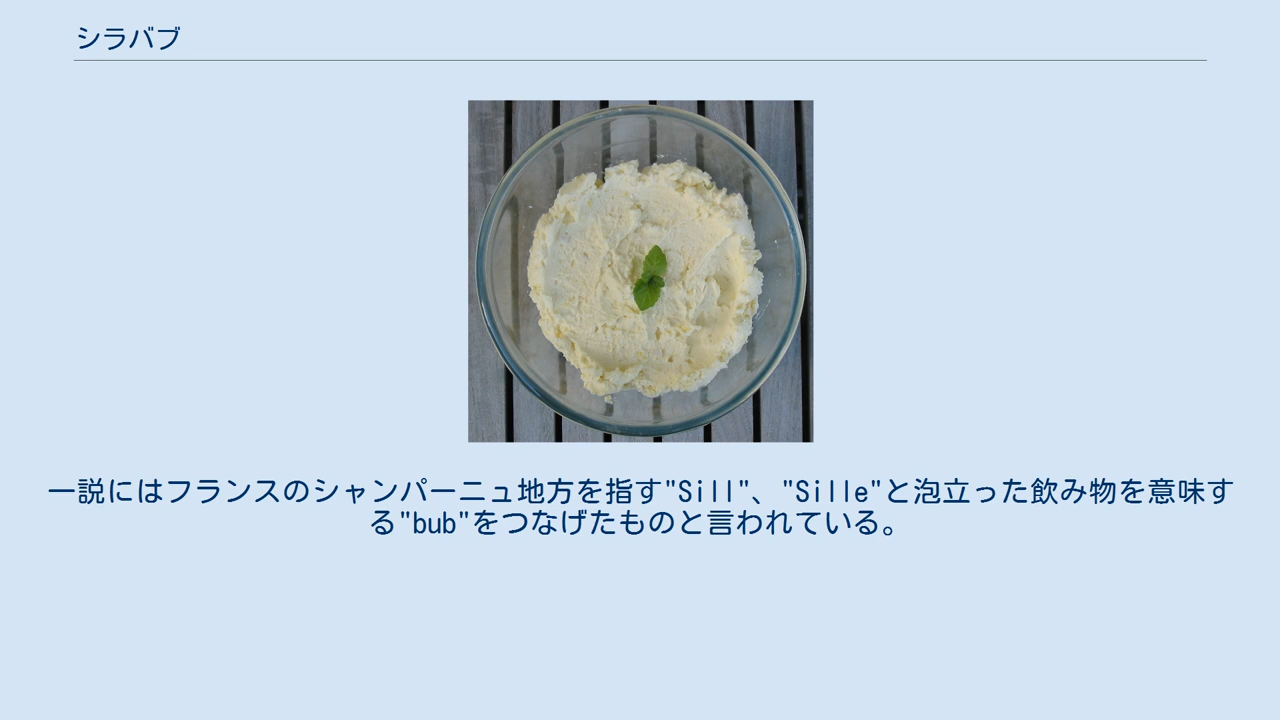 シラバブ
一説にはフランスのシャンパーニュ地方を指す"Sill"、"Sille"と泡立った飲み物を意味す
る"bub"をつなげたものと言われている。